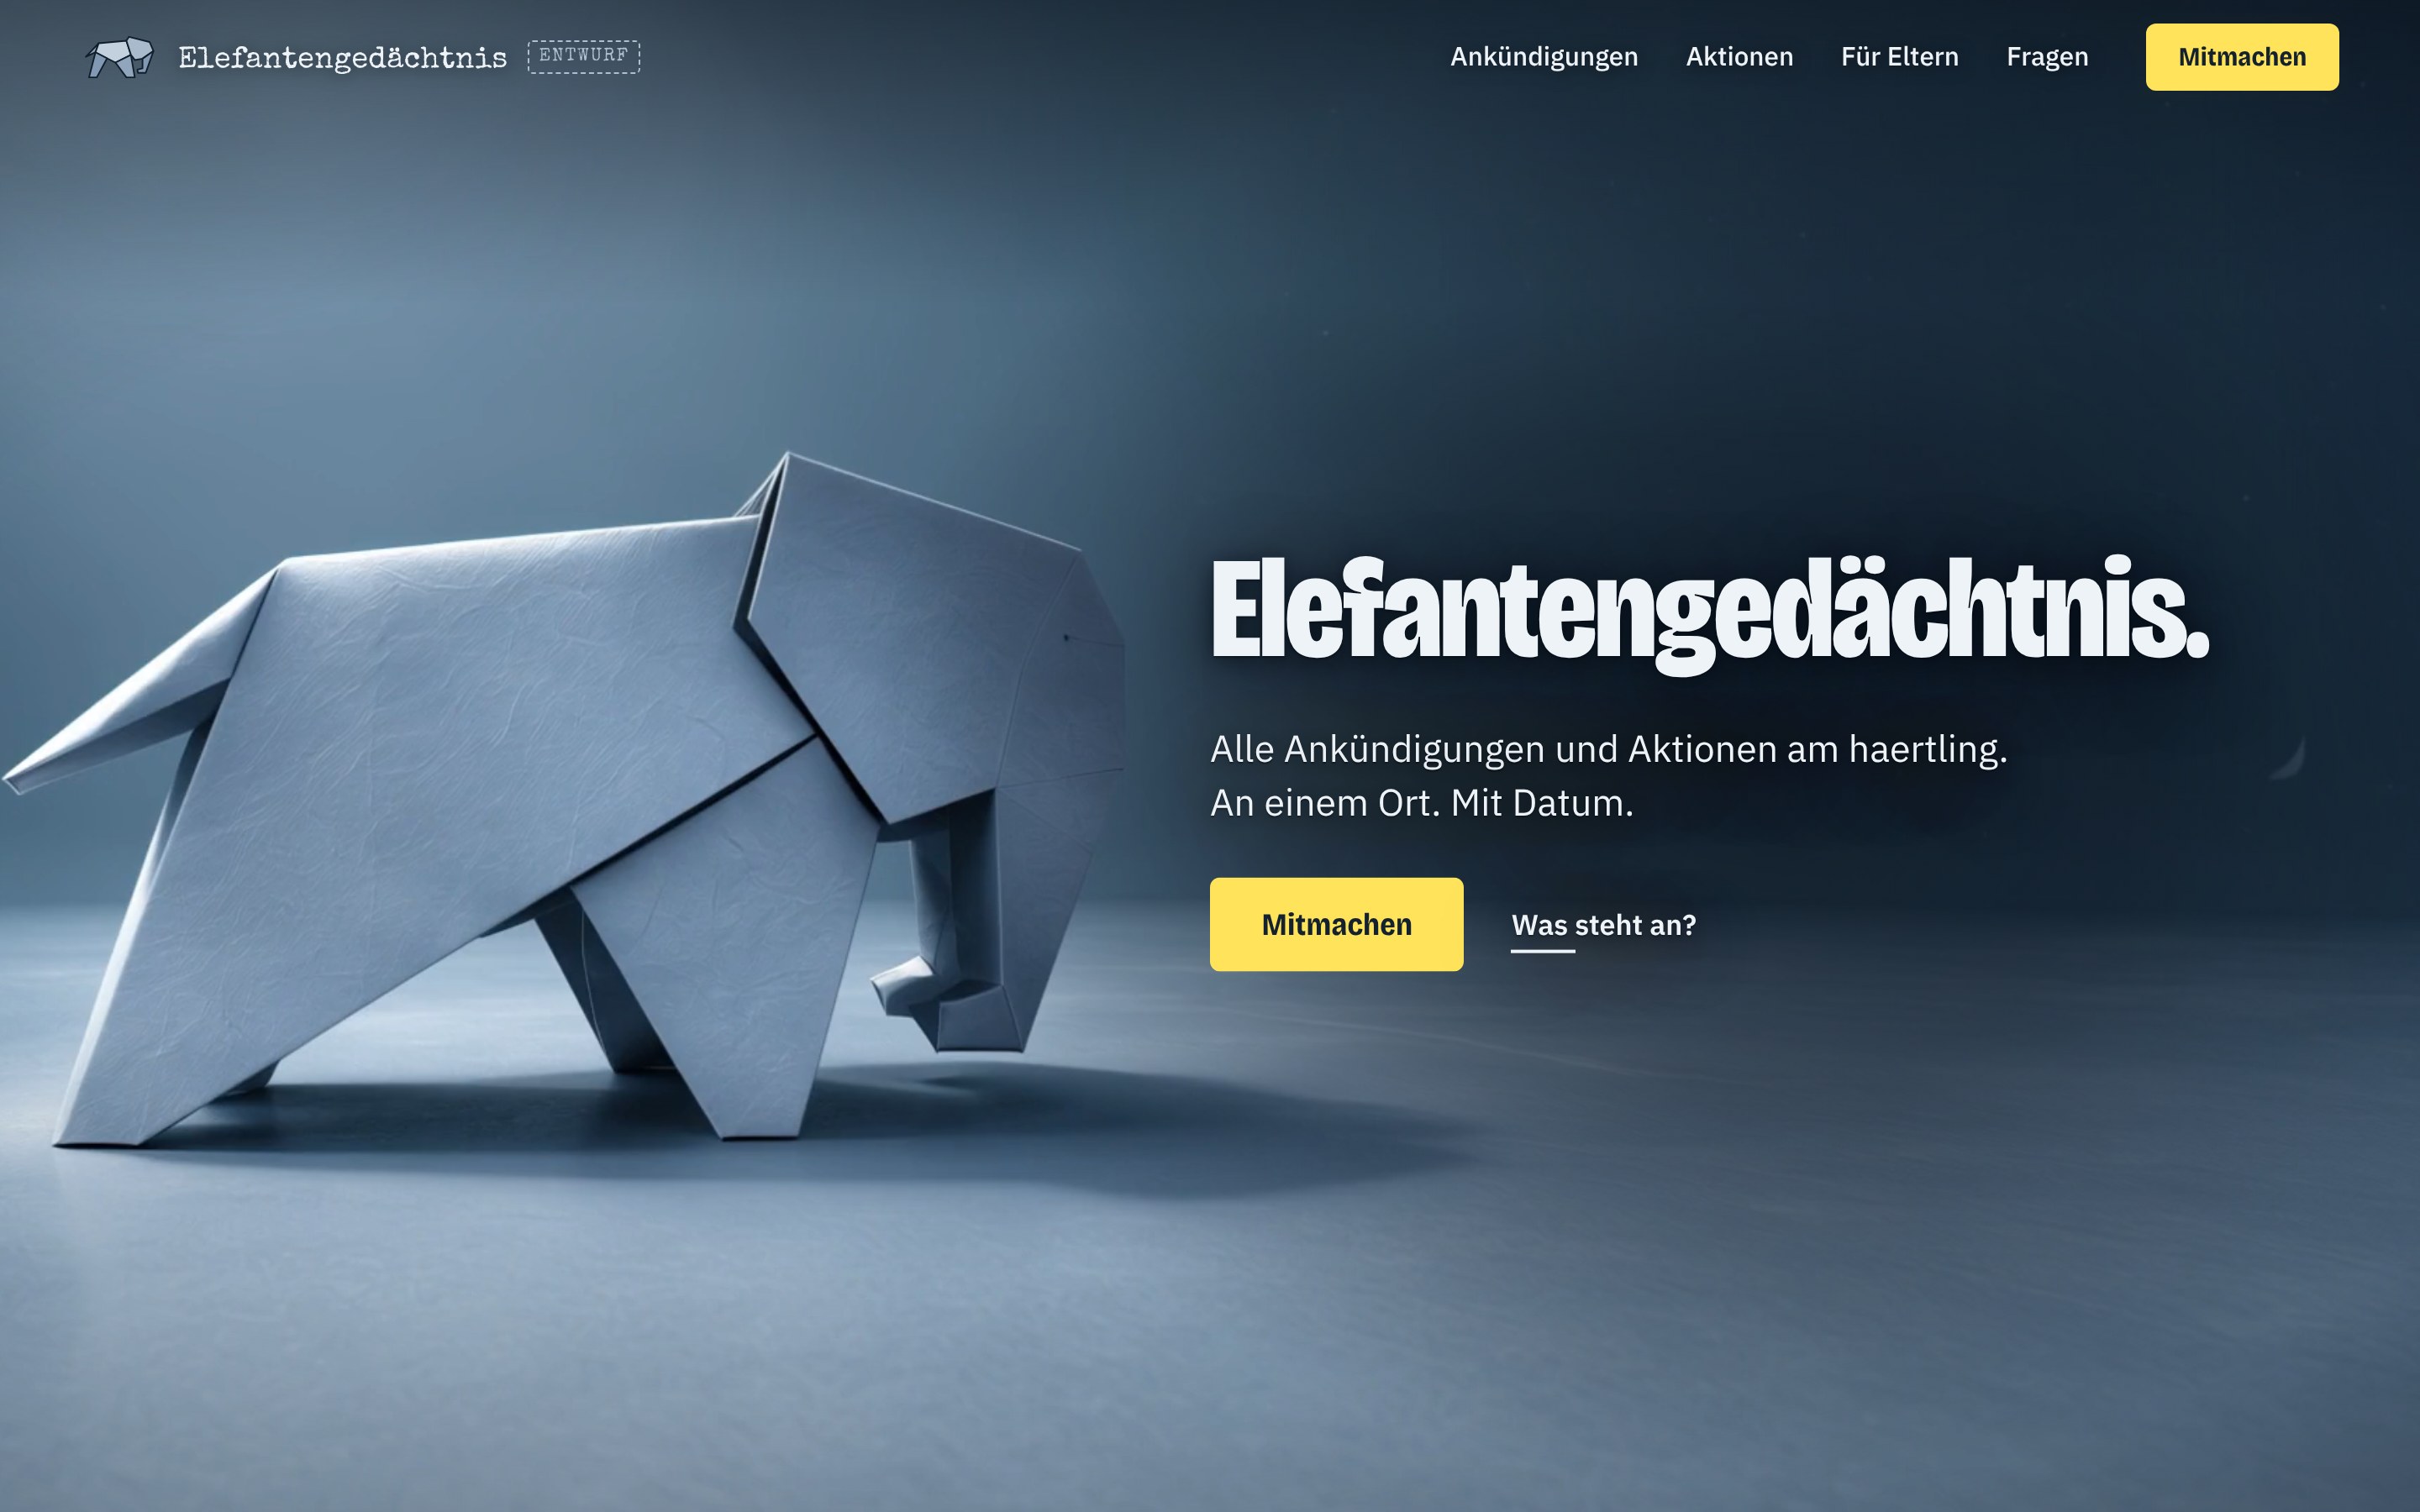 Elefantengedächtnis ENTWURF
Ankündigungen Aktionen Für Eltern Fragen Mitmachen
Elefantengedächtnis.
Alle Ankündigungen und Aktionen am haertling.
An einem Ort. Mit Datum.
Mitmachen Was steht an?